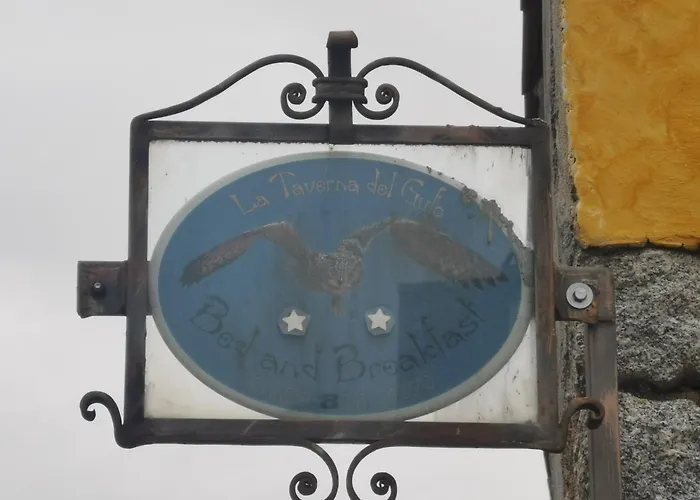 La Taverna del Gufo
Bed and Breakfast